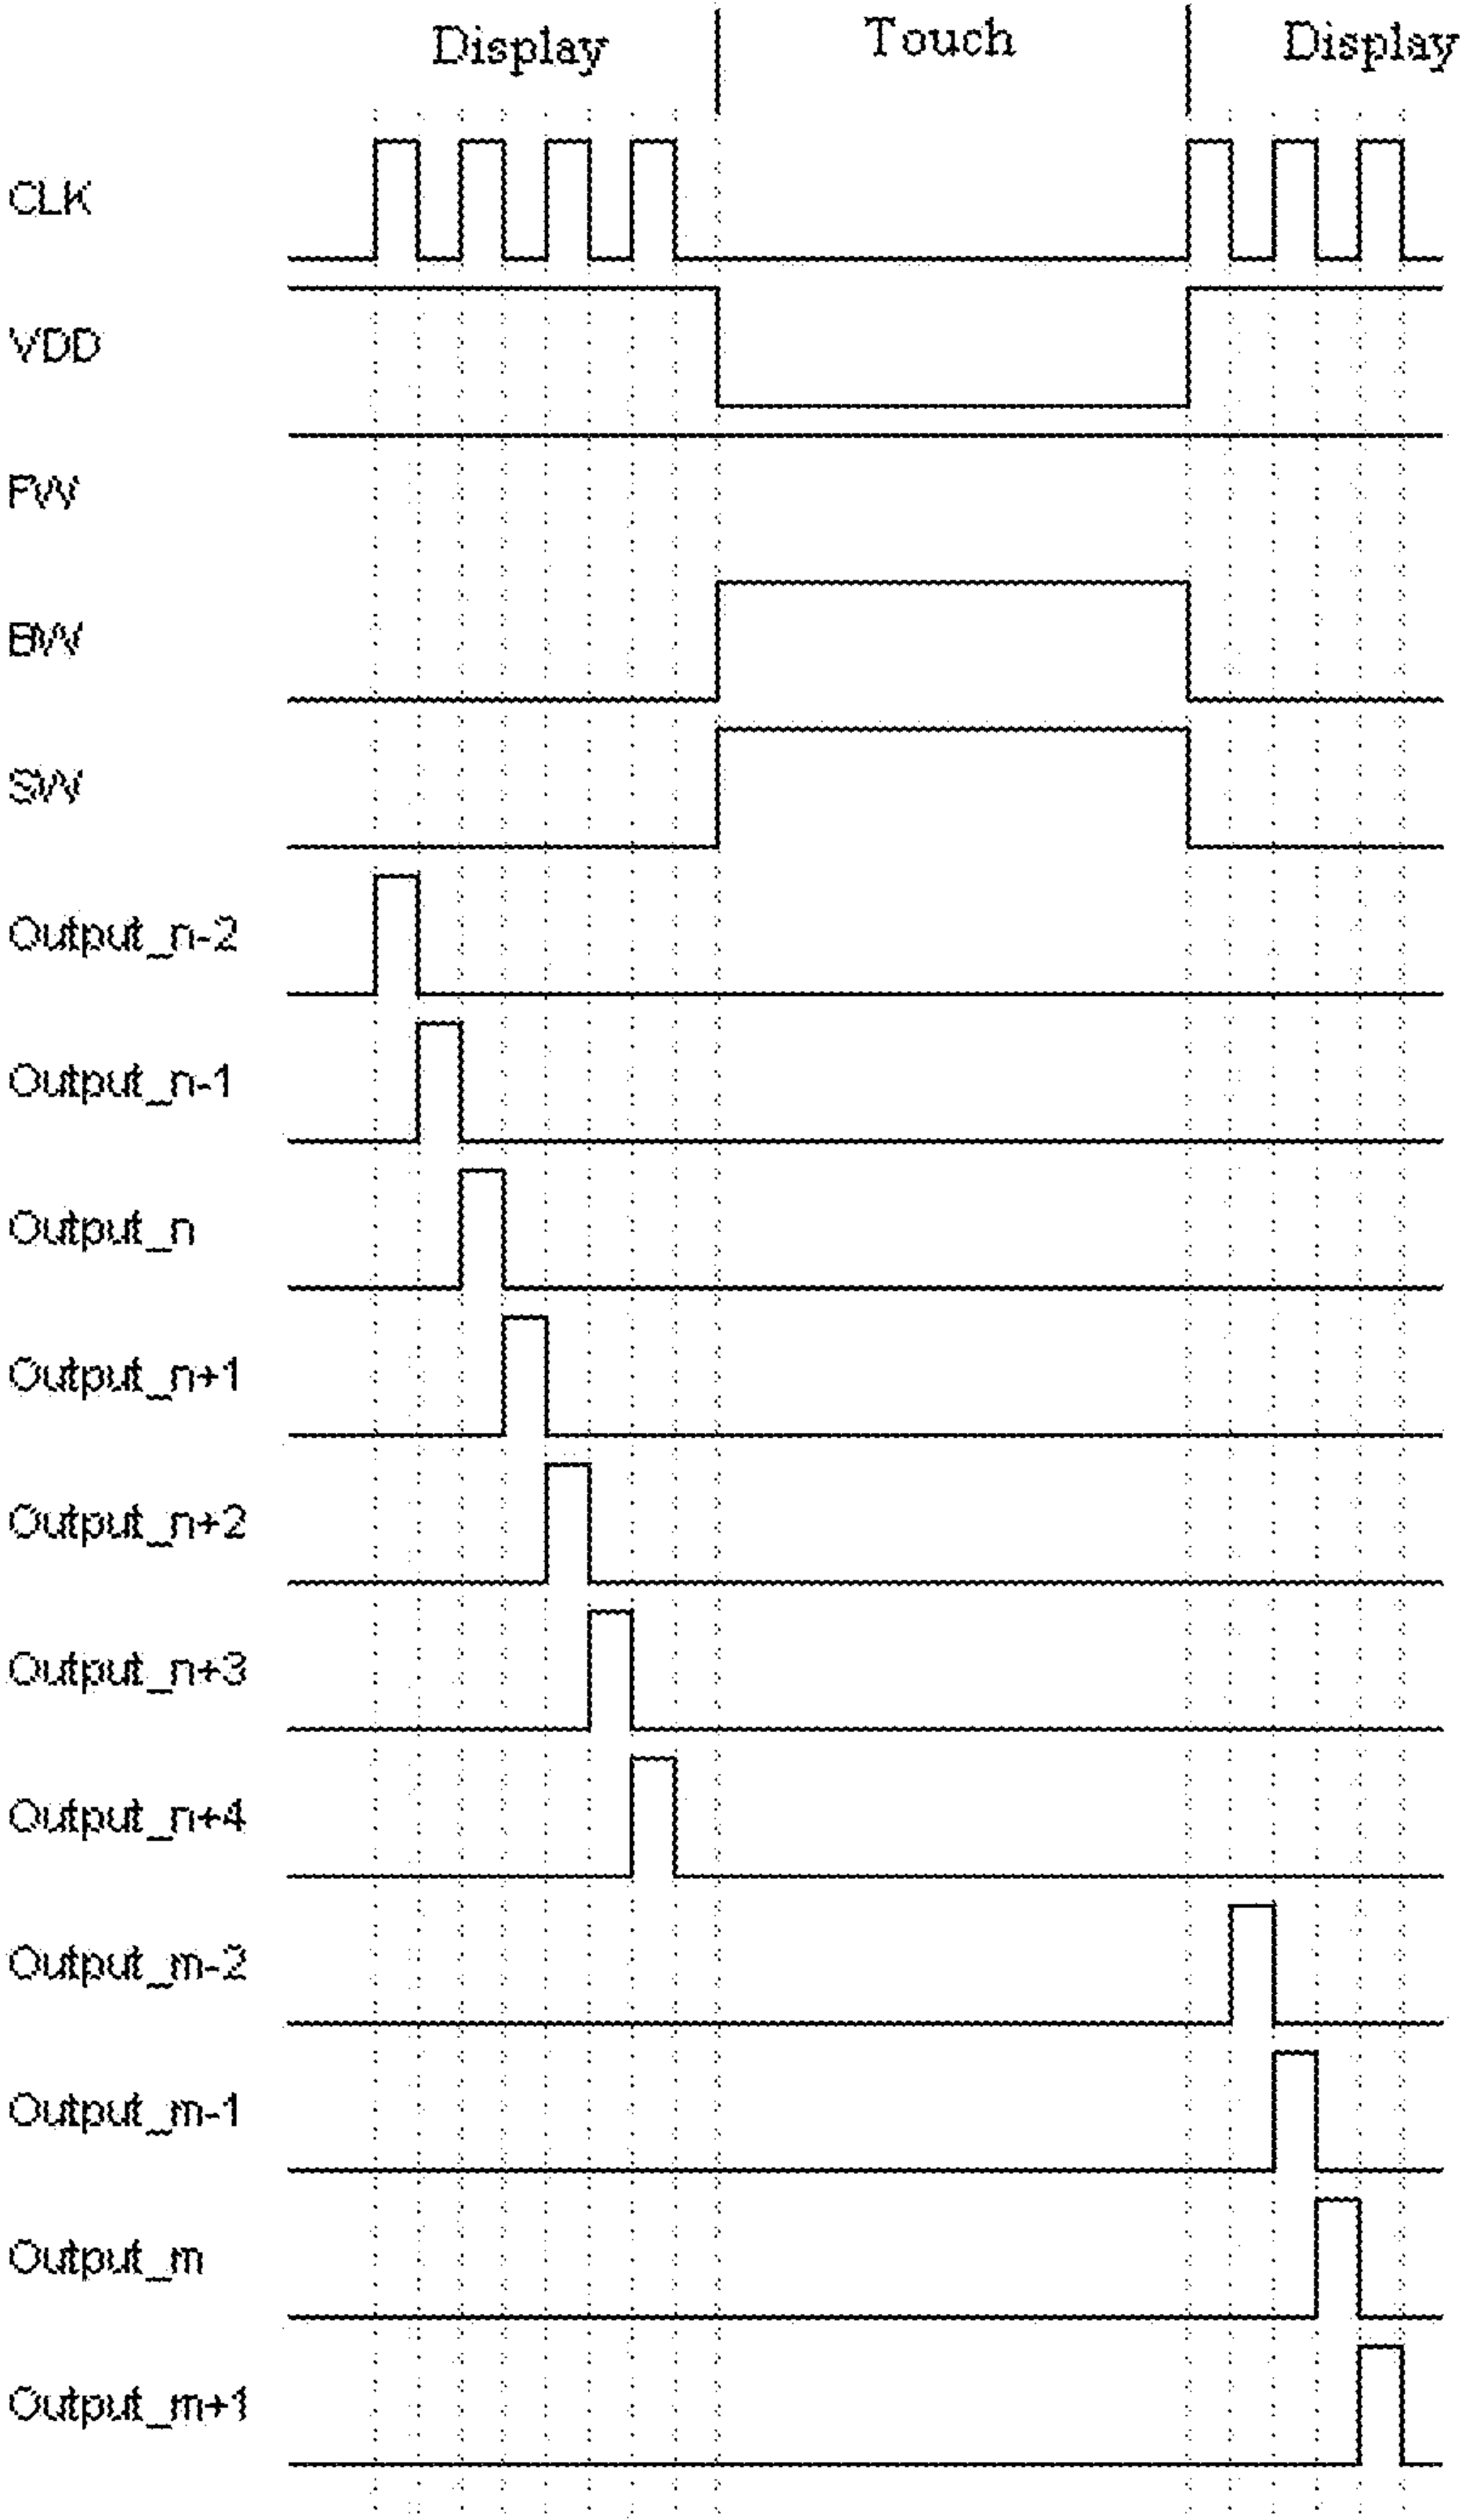 Display Touch Display
CLK
VDD
FW
BW
SW
Output_n-2
Output_n-1
Output_n
Output_n+1
Output_n+2
Output_n+3
Output_n+4
Output_m-2
Output_m-1
Output_m
Output_m+1